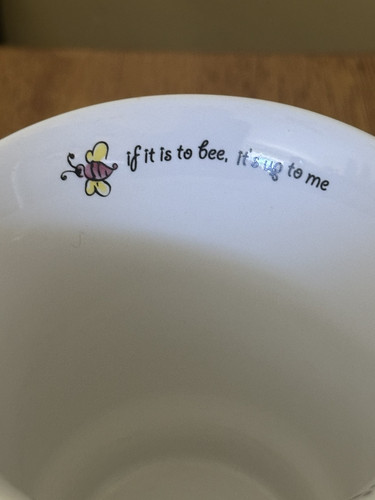 if it is to bee, it's up to me